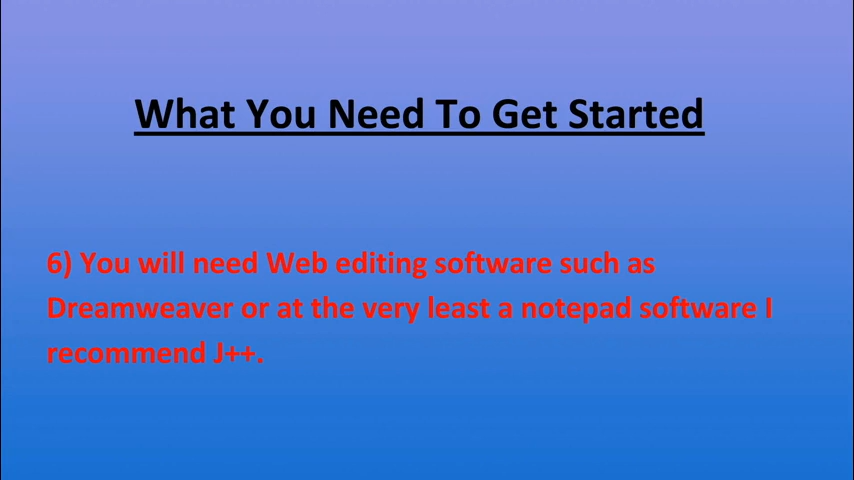 What You Need To Get Started
6) You will need Web editing software such as
Dreamweaver or at the very least a notepad software I
recommend J++.